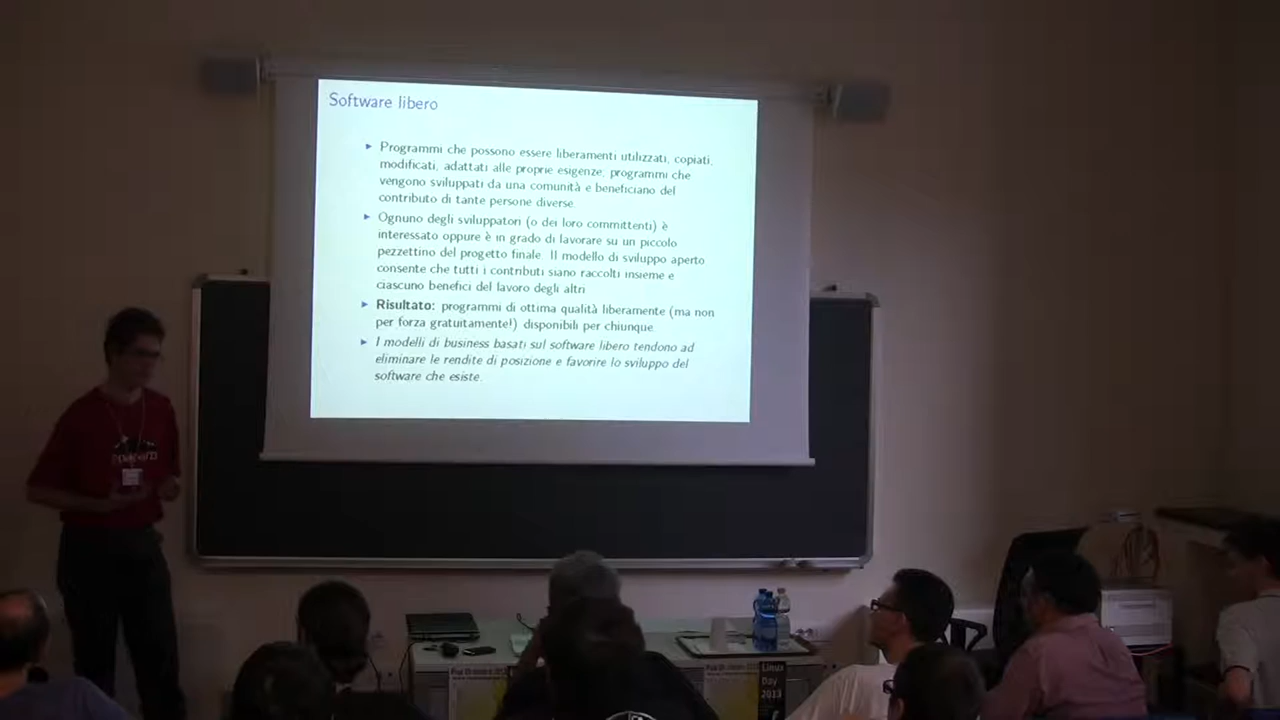 Software libero
Programmi che possono essere liberamenti utilizzati, copiati,
modificati, adattati alle proprie esigenze, programmi che
vengono sviluppati da una comunità e beneficiano del
contributo di tante persone diverse.
Ognuno degli sviluppatori (o dei loro committenti) è
interessato oppure è in grado di lavorare su un piccolo
pezzettino del progetto finale. Il modello di sviluppo aperto
consente che tutti i contributi siano raccolti insieme e
ciascuno benefici del lavoro degli altri
Risultato: programmi di ottima qualità liberamente (ma non
per forza gratuitamente!) disponibili per chiunque.
I modelli di business basati sul software libero tendono ad
eliminare le rendite di posizione e favorire lo sviluppo del
software che esiste.
Linux
Day
2013